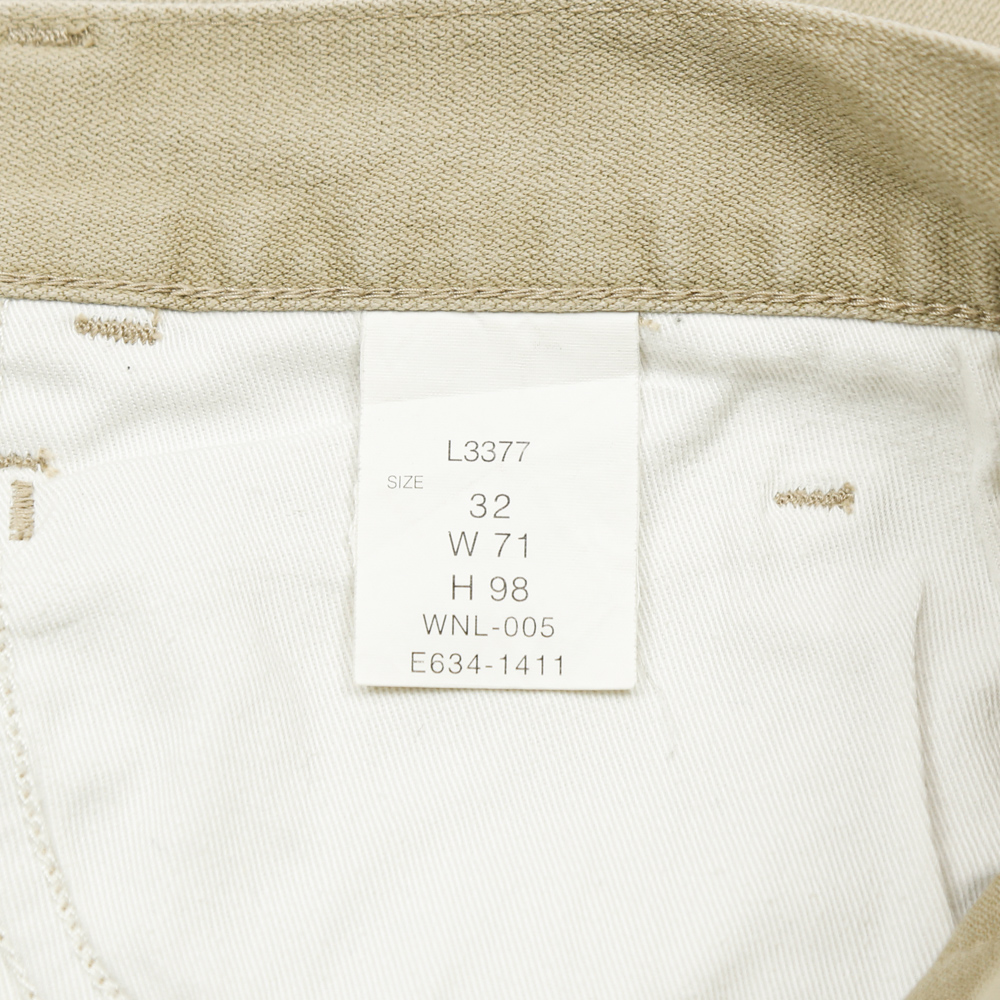 L3377
SIZE
32
W 71
H 98
WNL-005
E634-1411